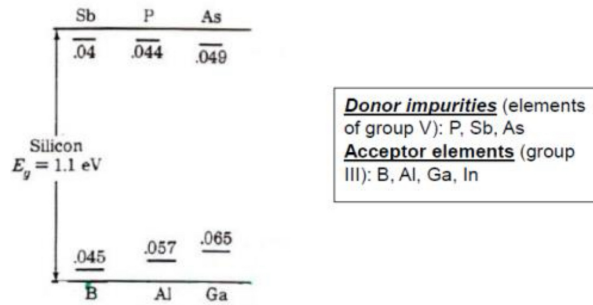 Sb P As
.04 .044 .049
Silicon
E_g = 1.1 eV
.045 .057 .065
B Al Ga
Donor impurities (elements
of group V): P, Sb, As
Acceptor elements (group
III): B, Al, Ga, In